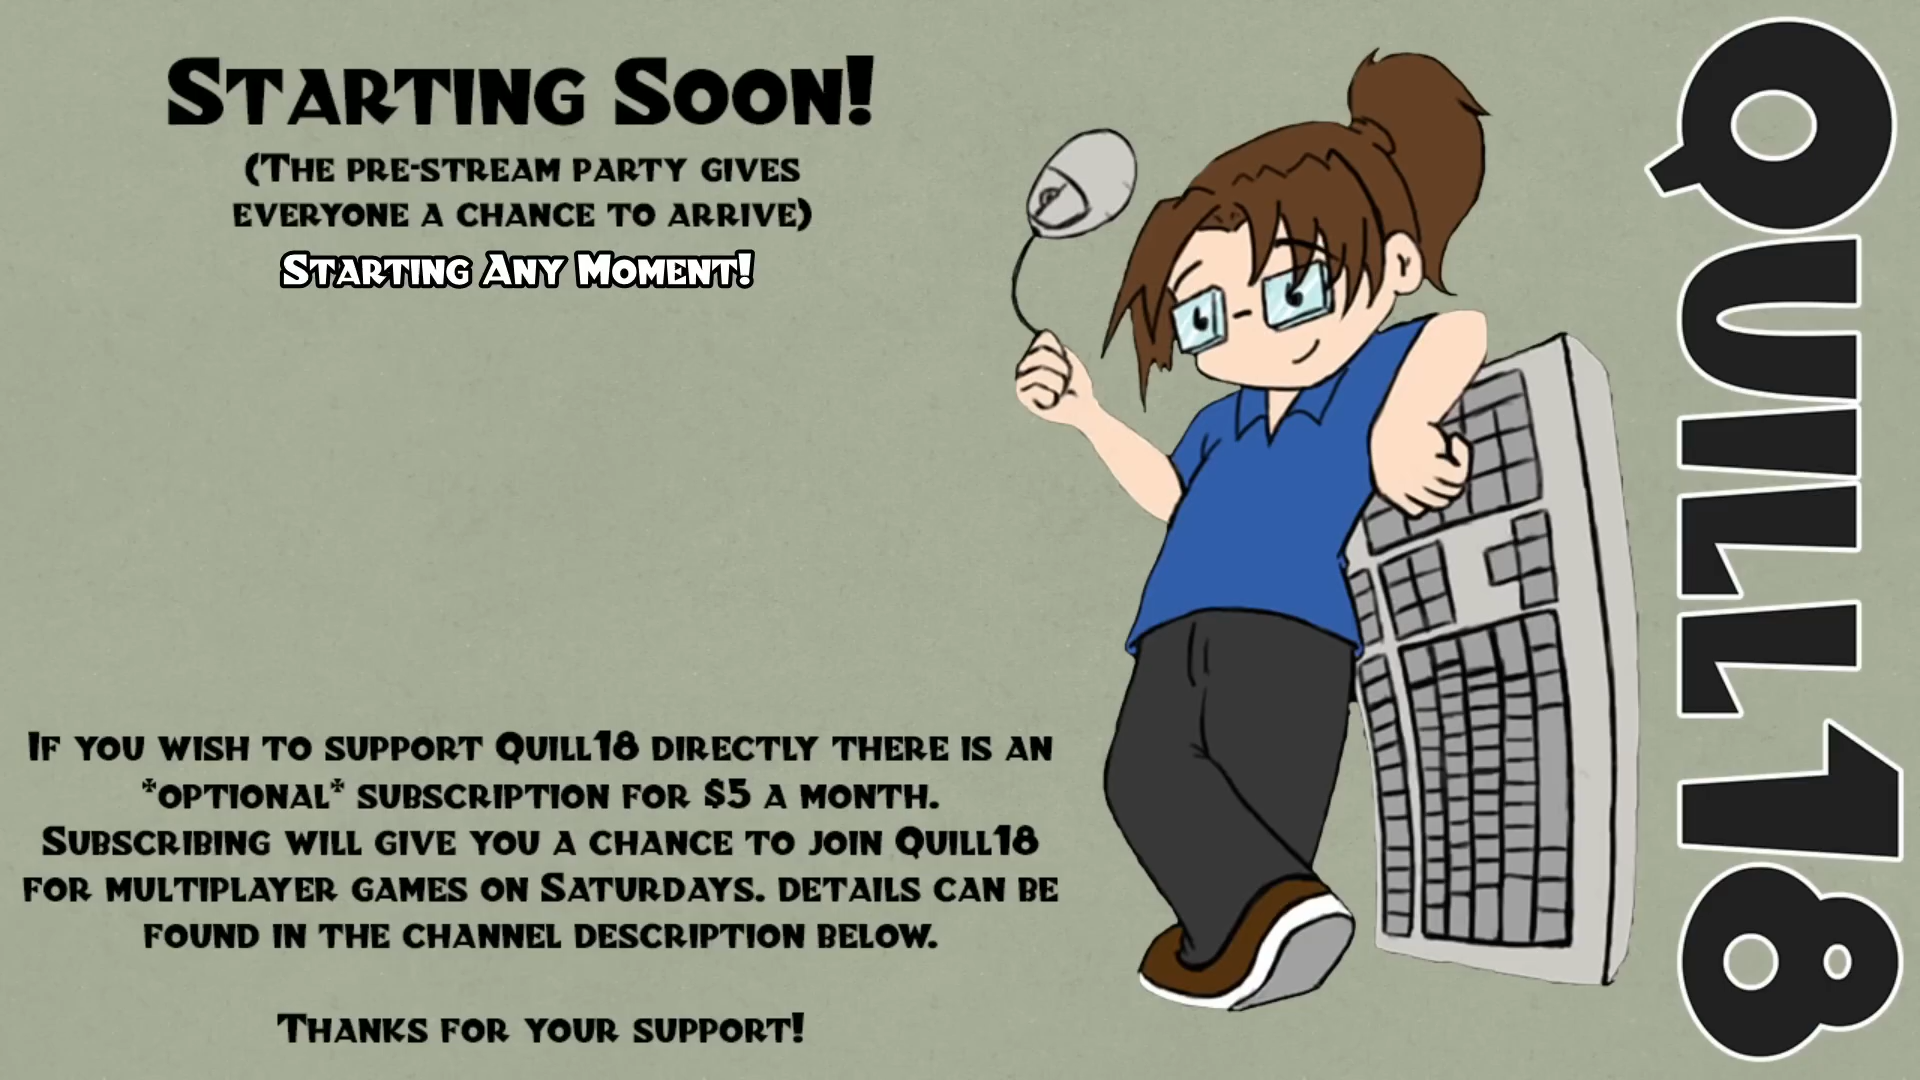 Starting Soon!
(The pre-stream party gives
everyone a chance to arrive)
Starting Any Moment!
If you wish to support Quill18 directly there is an
*optional* subscription for $5 a month.
Subscribing will give you a chance to join Quill18
for multiplayer games on Saturdays. details can be
found in the channel description below.
Thanks for your support!
QUILL18